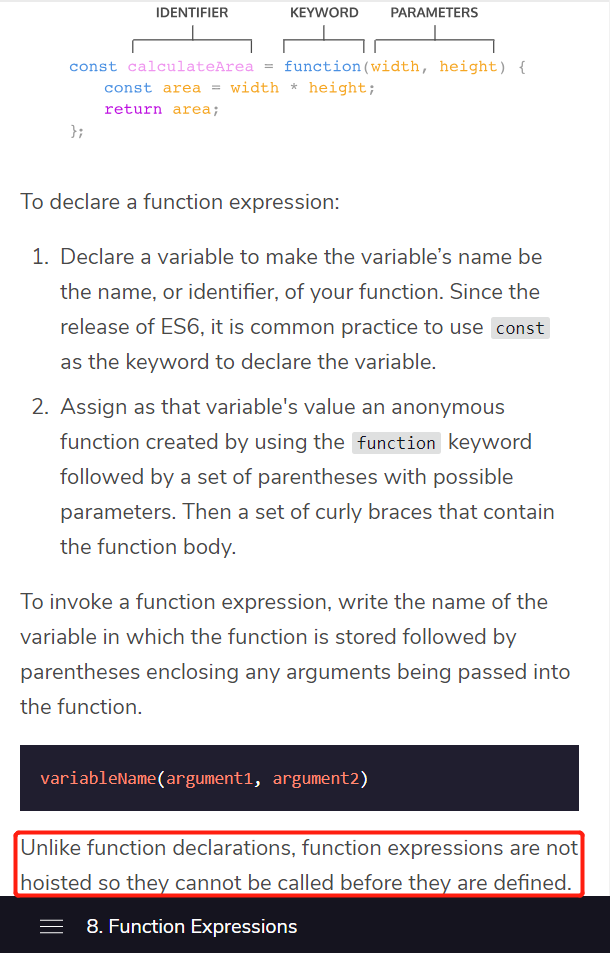 IDENTIFIER KEYWORD PARAMETERS
const calculateArea = function(width, height) {
const area = width * height;
return area;
};
To declare a function expression:
1. Declare a variable to make the variable’s name be
the name, or identifier, of your function. Since the
release of ES6, it is common practice to use const
as the keyword to declare the variable.
2. Assign as that variable's value an anonymous
function created by using the function keyword
followed by a set of parentheses with possible
parameters. Then a set of curly braces that contain
the function body.
To invoke a function expression, write the name of the
variable in which the function is stored followed by
parentheses enclosing any arguments being passed into
the function.
variableName(argument1, argument2)
Unlike function declarations, function expressions are not
hoisted so they cannot be called before they are defined.
8. Function Expressions